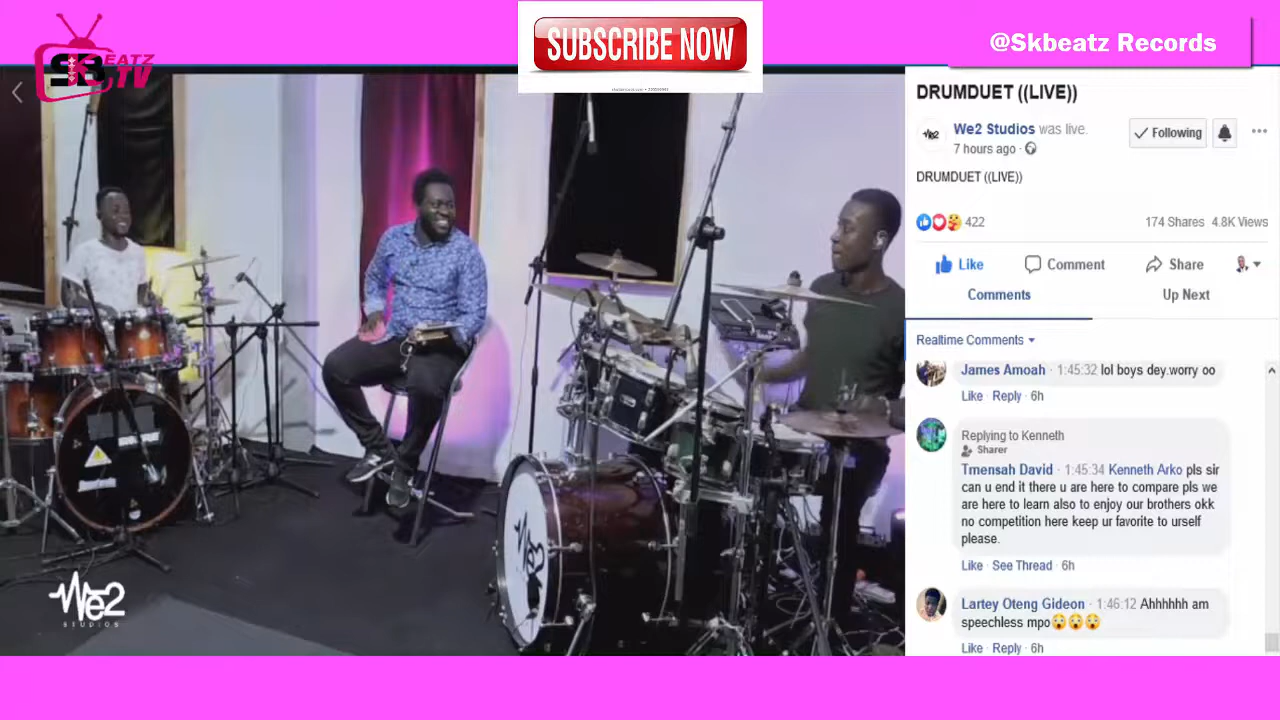 SKBEATZ
TV
SUBSCRIBE NOW
@Skbeatz Records
DRUMDUET ((LIVE))
We2 Studios was live.
7 hours ago ·
Following
DRUMDUET ((LIVE))
422
174 Shares 4.8K Views
Like
Comment
Share
Comments
Up Next
Realtime Comments
James Amoah · 1:45:32 lol boys dey.worry oo
Like · Reply · 6h
Replying to Kenneth
Sharer
Tmensah David · 1:45:34 Kenneth Arko pls sir
can u end it there u are here to compare pls we
are here to learn also to enjoy our brothers okk
no competition here keep ur favorite to urself
please.
Like · See Thread · 6h
Lartey Oteng Gideon · 1:46:12 Ahhhhhh am
speechless mpo😲😲😲
Like · Reply · 6h
We2
We2
STUDIOS